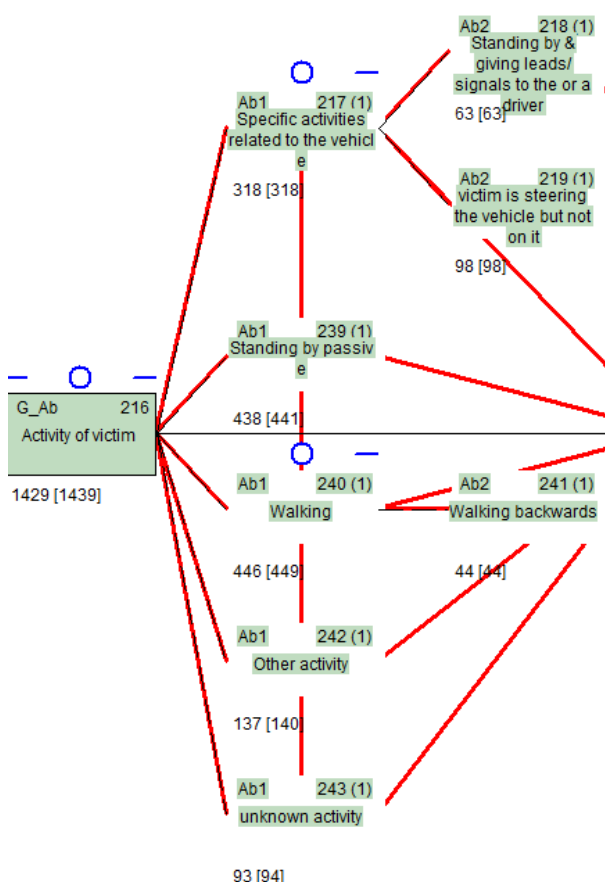 Ab2 218 (1)
Standing by &
giving leads/
signals to the or a
driver
63 [63]
Ab1 217 (1)
Specific activities
related to the vehicl
e
318 [318]
Ab2 219 (1)
victim is steering
the vehicle but not
on it
98 [98]
Ab1 239 (1)
Standing by passiv
e
438 [441]
G_Ab 216
Activity of victim
1429 [1439]
Ab1 240 (1)
Walking
446 [449]
Ab2 241 (1)
Walking backwards
44 [44]
Ab1 242 (1)
Other activity
137 [140]
Ab1 243 (1)
unknown activity
93 [94]